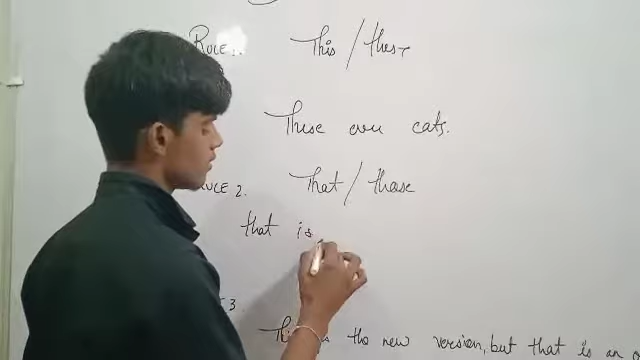 RULE 1. This / these
These are cats.
RULE 2. That / those
that is
3
This is the new version, but that is an